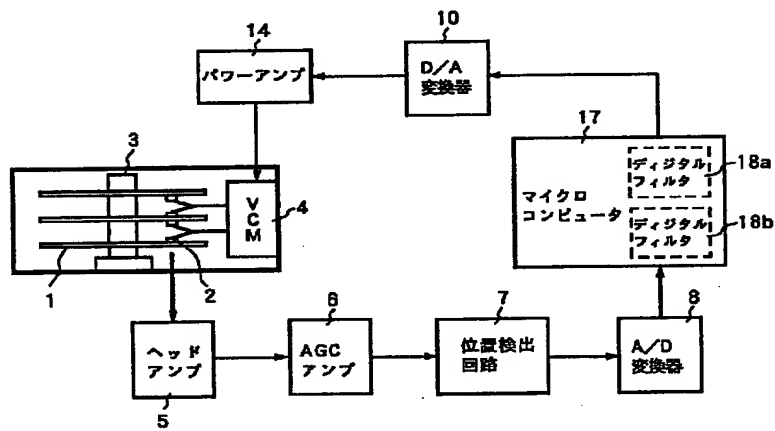 10
14
D/A
変換器
パワーアンプ
17
3
ディジタル
フィルタ
18a
マイクロ
コンピュータ
V
C
M
4
ディジタル
フィルタ
18b
1
2
6
7
8
ヘッド
アンプ
AGC
アンプ
位置検出
回路
A/D
変換器
5